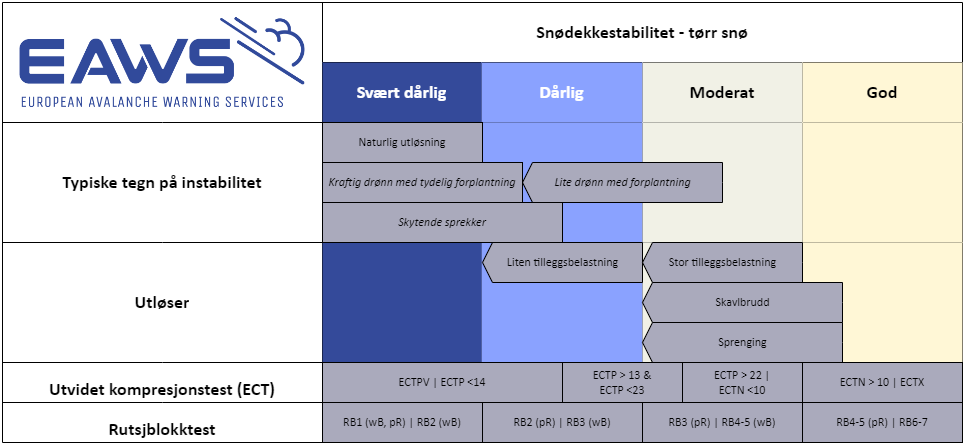 EAWS
EUROPEAN AVALANCHE WARNING SERVICES
Snødekkestabilitet - tørr snø
Svært dårlig
Dårlig
Moderat
God
Typiske tegn på instabilitet
Naturlig utløsning
Kraftig drønn med tydelig forplantning
Lite drønn med forplantning
Skytende sprekker
Utløser
Liten tilleggsbelastning
Stor tilleggsbelastning
Skavlbrudd
Sprenging
Utvidet kompresjonstest (ECT)
ECTPV | ECTP <14
ECTP > 13 &
ECTP <23
ECTP > 22 |
ECTN <10
ECTN > 10 | ECTX
Rutsjblokktest
RB1 (wB, pR) | RB2 (wB)
RB2 (pR) | RB3 (wB)
RB3 (pR) | RB4-5 (wB)
RB4-5 (pR) | RB6-7